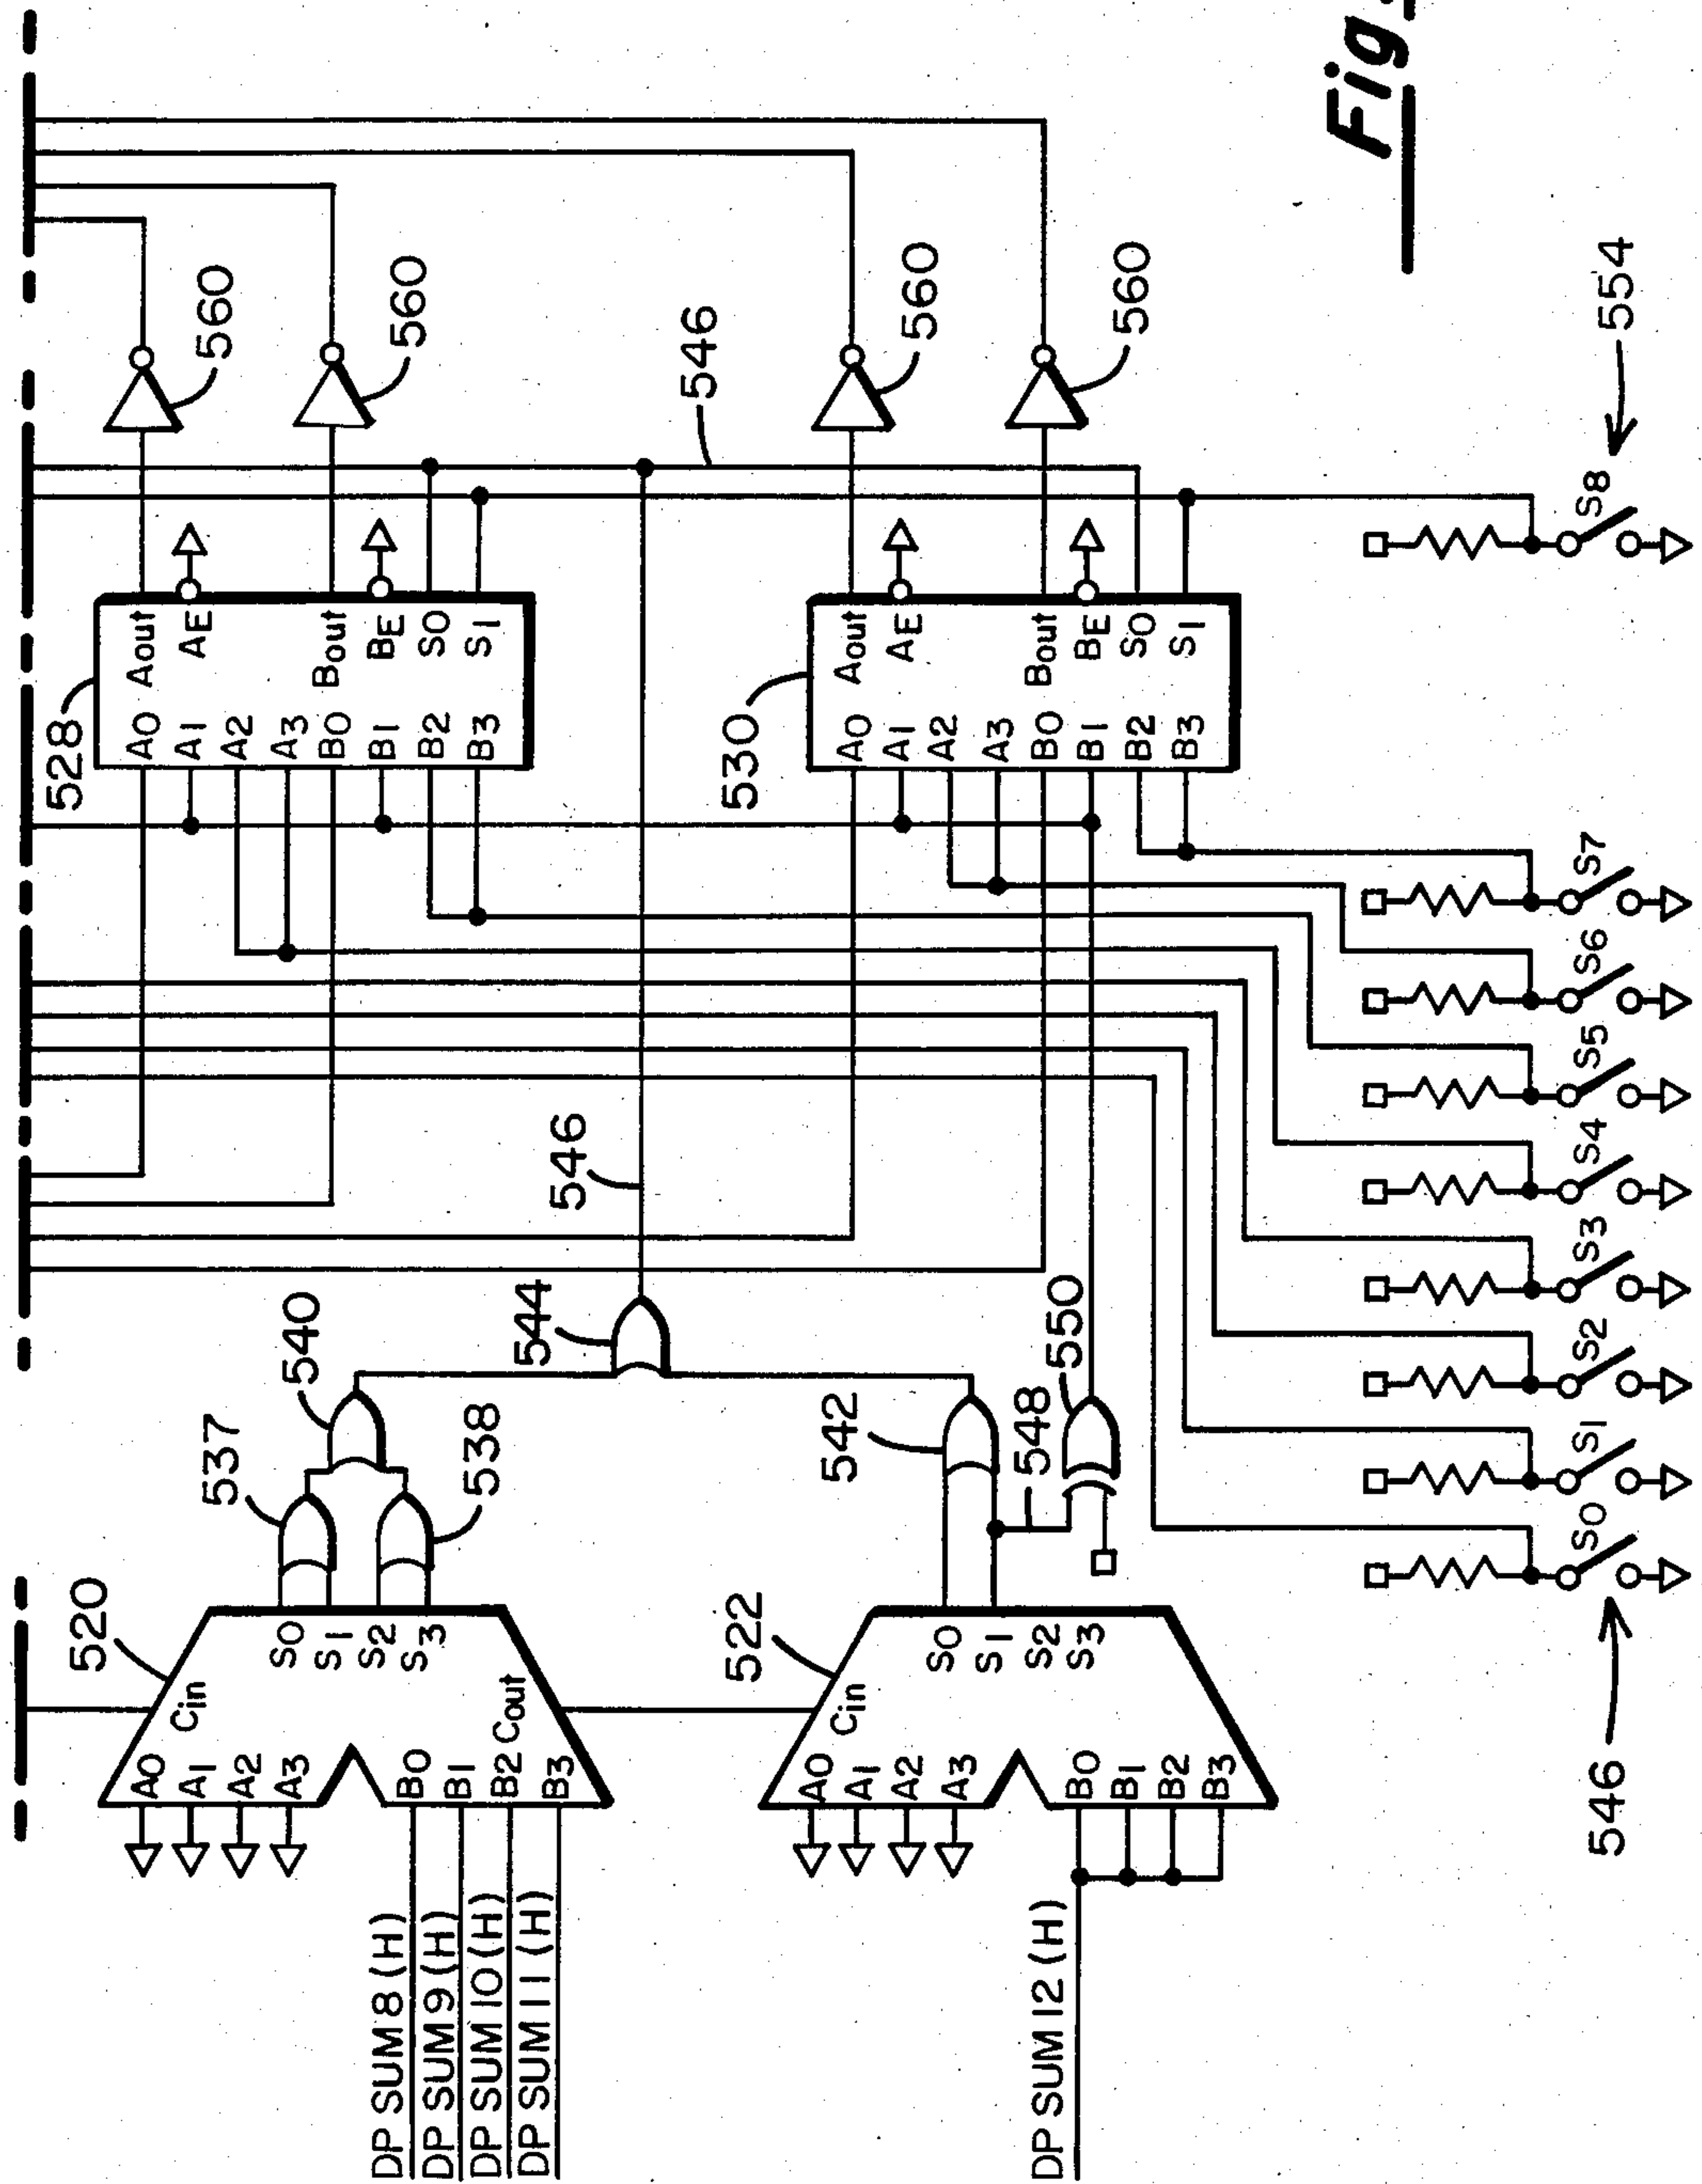 Fig.
560
560
560
560
546
528
A0 Aout
A1 AE
A2
A3
B0 Bout
B1 BE
B2 S0
B3 S1
530
A0 Aout
A1 AE
A2
A3
B0 Bout
B1 BE
B2 S0
B3 S1
546
544
540
537
538
542
548
550
520
Cin
S0
S1
S2
S3
Cout
A0
A1
A2
A3
B0
B1
B2
B3
522
Cin
S0
S1
S2
S3
A0
A1
A2
A3
B0
B1
B2
B3
DP SUM 8 (H)
DP SUM 9 (H)
DP SUM 10 (H)
DP SUM 11 (H)
DP SUM 12 (H)
546
S0
S1
S2
S3
S4
S5
S6
S7
S8
554